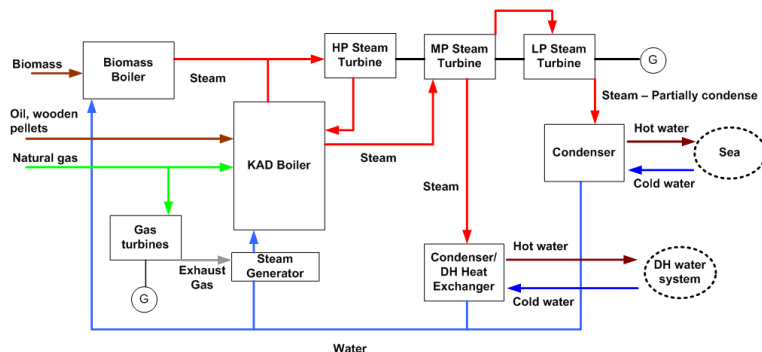 Biomass
Biomass
Boiler
Steam
HP Steam
Turbine
MP Steam
Turbine
LP Steam
Turbine
G
Steam – Partially condense
Oil, wooden
pellets
Natural gas
KAD Boiler
Steam
Steam
Condenser
Hot water
Cold water
Sea
Gas
turbines
G
Exhaust
Gas
Steam
Generator
Condenser/
DH Heat
Exchanger
Hot water
Cold water
DH water
system
Water